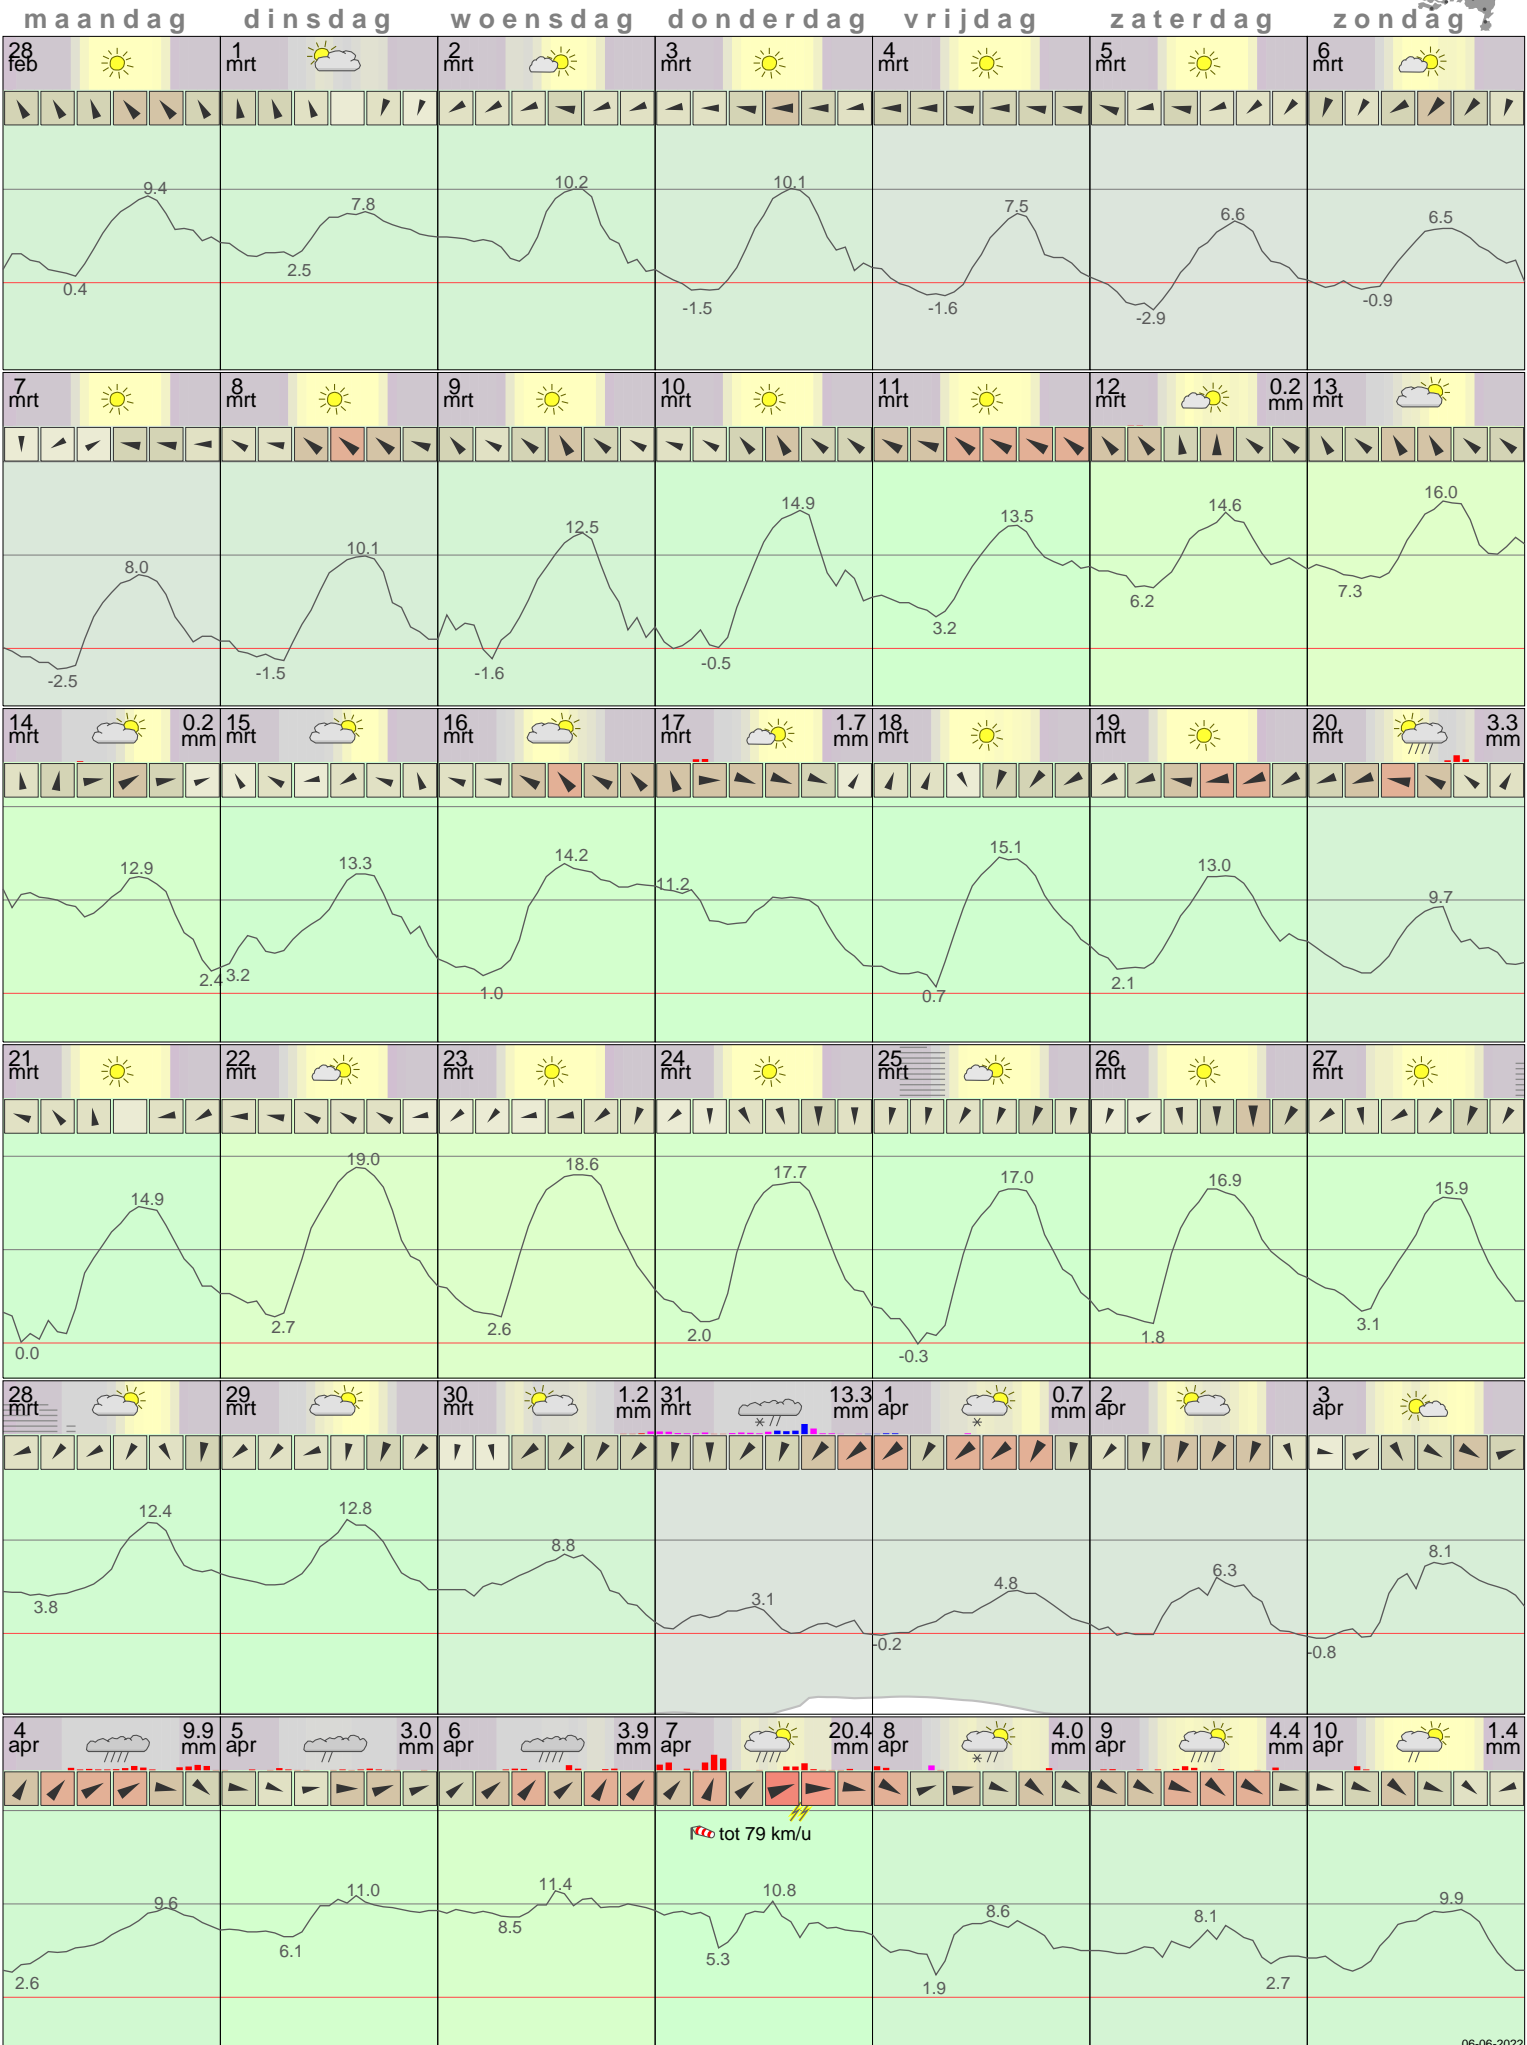 maandag dinsdag woensdag donderdag vrijdag zaterdag zondag
28 1 2 3 4 5 6
feb mrt mrt mrt mrt mrt mrt
9.4 7.8 10.2 10.1 7.5 6.6 6.5
0.4 2.5 -1.5 -1.6 -2.9 -0.9
7 8 9 10 11 12 0.2 13
mrt mrt mrt mrt mrt mrt mm mrt
8.0 10.1 12.5 14.9 13.5 14.6 16.0
-2.5 -1.5 -1.6 -0.5 3.2 6.2 7.3
14 0.2 15 16 17 1.7 18 19 20 3.3
mrt mm mrt mrt mrt mm mrt mrt mrt mm
12.9 13.3 14.2 11.2 15.1 13.0 9.7
2.4 3.2 1.0 0.7 2.1
21 22 23 24 25 26 27
mrt mrt mrt mrt mrt mrt mrt
14.9 19.0 18.6 17.7 17.0 16.9 15.9
0.0 2.7 2.6 2.0 -0.3 1.8 3.1
28 29 30 1.2 31 13.3 1 0.7 2 3
mrt mrt mrt mm mrt mm apr mm apr apr
12.4 12.8 8.8 3.1 4.8 6.3 8.1
3.8 -0.2 -0.8
4 9.9 5 3.0 6 3.9 7 20.4 8 4.0 9 4.4 10 1.4
apr mm apr mm apr mm apr mm apr mm apr mm apr mm
tot 79 km/u
9.6 11.0 11.4 10.8 8.6 8.1 9.9
2.6 6.1 8.5 5.3 1.9 2.7
06-06-2022